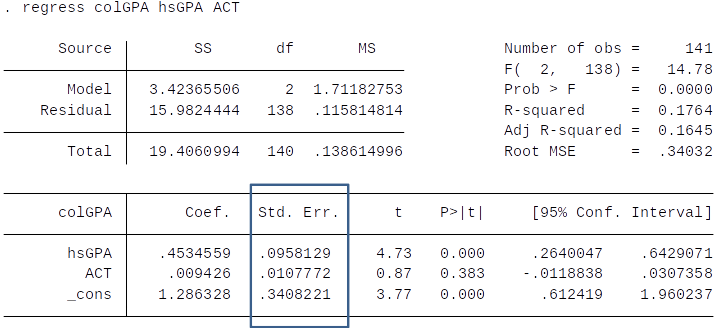 . regress colGPA hsGPA ACT
Source SS df MS Number of obs = 141
F( 2, 138) = 14.78
Model 3.42365506 2 1.71182753 Prob > F = 0.0000
Residual 15.9824444 138 .115814814 R-squared = 0.1764
Adj R-squared = 0.1645
Total 19.4060994 140 .138614996 Root MSE = .34032
colGPA Coef. Std. Err. t P>|t| [95% Conf. Interval]
hsGPA .4534559 .0958129 4.73 0.000 .2640047 .6429071
ACT .009426 .0107772 0.87 0.383 -.0118838 .0307358
_cons 1.286328 .3408221 3.77 0.000 .612419 1.960237